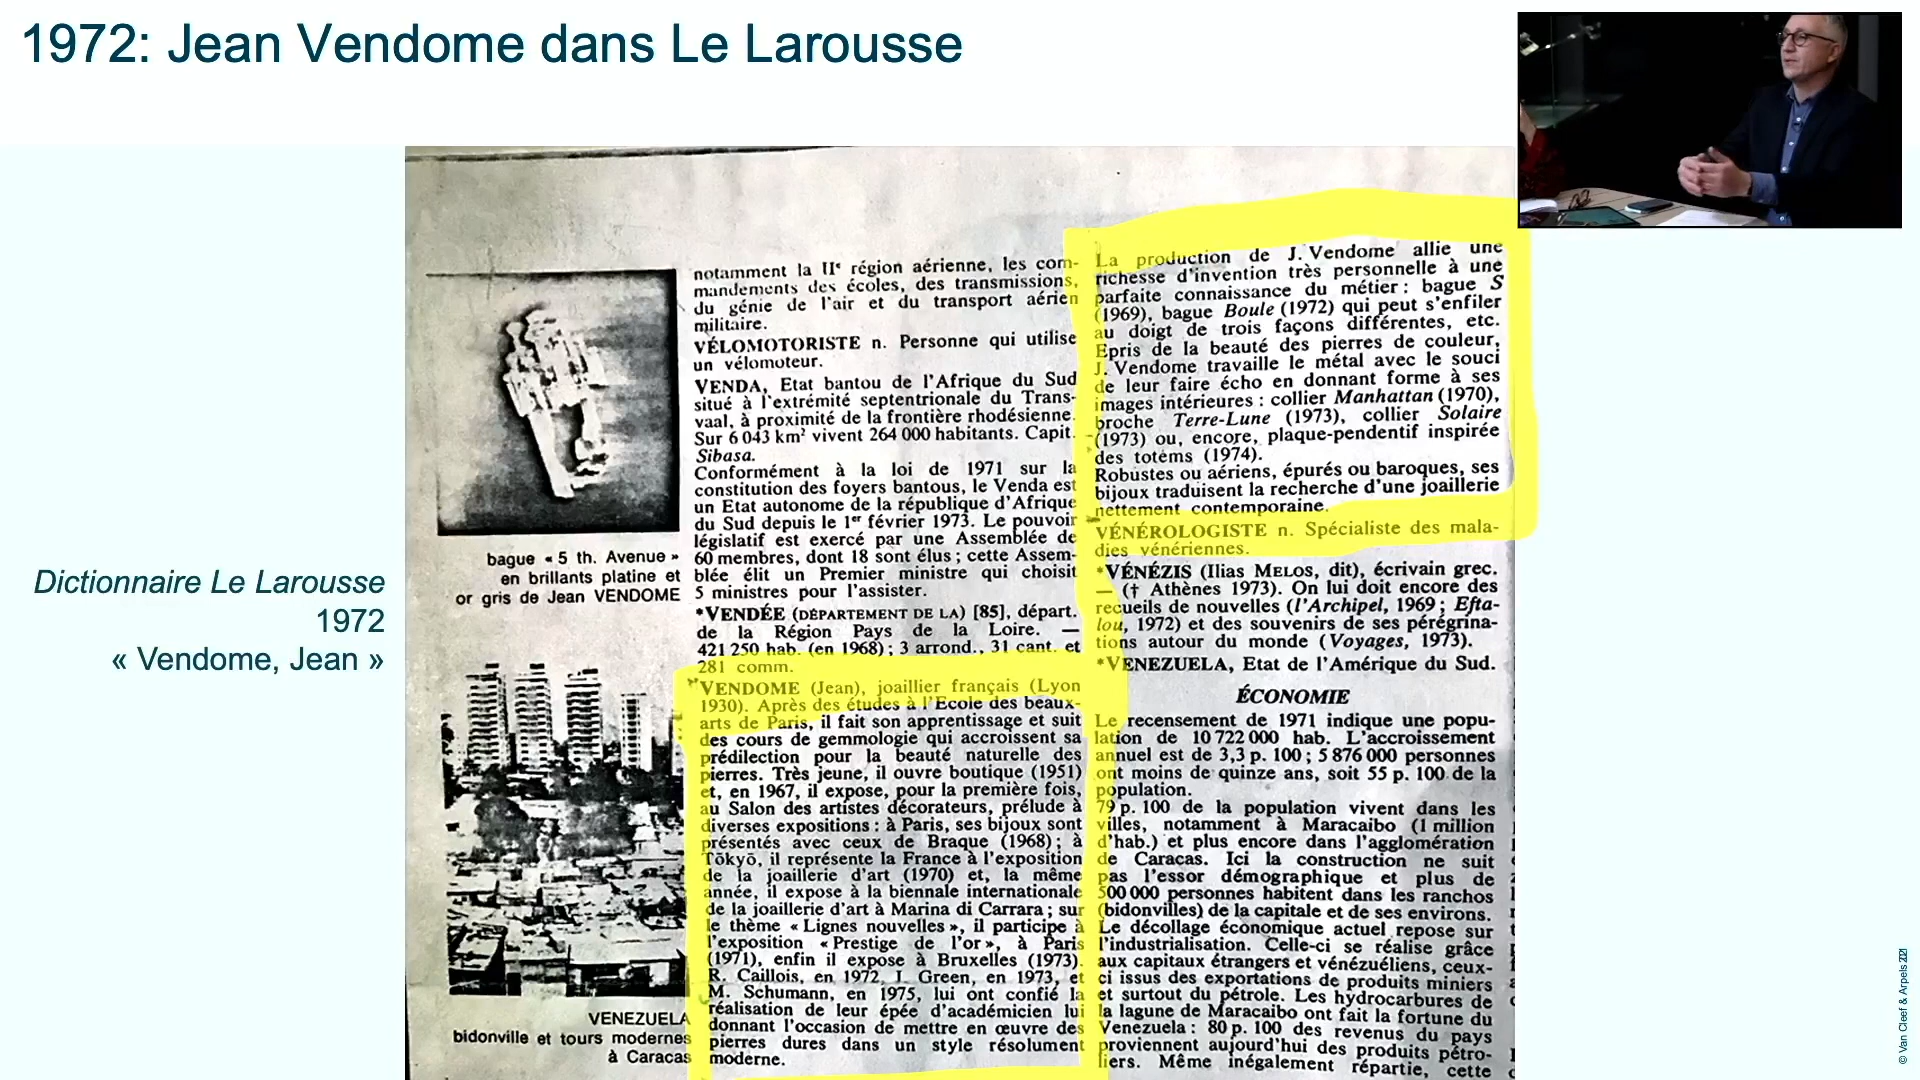 1972: Jean Vendome dans Le Larousse
Dictionnaire Le Larousse
1972
« Vendome, Jean »
bague « 5 th. Avenue »
en brillants platine et
or gris de Jean VENDOME
VENEZUELA
bidonville et tours modernes
à Caracas
notamment la IIe région aérienne, les com-
mandements des écoles, des transmissions,
du génie de l'air et du transport aérien
militaire.
VÉLOMOTORISTE n. Personne qui utilise
un vélomoteur.
VENDA, Etat bantou de l'Afrique du Sud
situé à l'extrémité septentrionale du Trans-
vaal, à proximité de la frontière rhodésienne.
Sur 6 043 km² vivent 264 000 habitants. Capit.
Sibasa.
Conformément à la loi de 1971 sur la
constitution des foyers bantous, le Venda est
un Etat autonome de la république d'Afrique
du Sud depuis le 1er février 1973. Le pouvoir
législatif est exercé par une Assemblée de
60 membres, dont 18 sont élus ; cette Assem-
blée élit un Premier ministre qui choisit
5 ministres pour l'assister.
*VENDÉE (DÉPARTEMENT DE LA) [85], départ.
de la Région Pays de la Loire. —
421 250 hab. (en 1968) ; 3 arrond., 31 cant. et
281 comm.
VENDOME (Jean), joaillier français (Lyon
1930). Après des études à l'Ecole des beaux-
arts de Paris, il fait son apprentissage et suit
des cours de gemmologie qui accroissent sa
prédilection pour la beauté naturelle des
pierres. Très jeune, il ouvre boutique (1951)
et, en 1967, il expose, pour la première fois,
au Salon des artistes décorateurs, prélude à
diverses expositions : à Paris, ses bijoux sont
présentés avec ceux de Braque (1968) ; à
Tōkyō, il représente la France à l'exposition
de la joaillerie d'art (1970) et, la même
année, il expose à la biennale internationale
de la joaillerie d'art à Marina di Carrara ; sur
le thème « Lignes nouvelles », il participe à
l'exposition « Prestige de l'or », à Paris
(1971), enfin il expose à Bruxelles (1973).
R. Caillois, en 1972, J. Green, en 1973, et
M. Schumann, en 1975, lui ont confié la
réalisation de leur épée d'académicien lui
donnant l'occasion de mettre en œuvre des
pierres dures dans un style résolument
moderne.
La production de J. Vendome allie une
richesse d'invention très personnelle à une
parfaite connaissance du métier : bague S
(1969), bague Boule (1972) qui peut s'enfiler
au doigt de trois façons différentes, etc.
Epris de la beauté des pierres de couleur,
J. Vendome travaille le métal avec le souci
de leur faire écho en donnant forme à ses
images intérieures : collier Manhattan (1970),
broche Terre-Lune (1973), collier Solaire
(1973) ou, encore, plaque-pendentif inspirée
des totems (1974).
Robustes ou aériens, épurés ou baroques, ses
bijoux traduisent la recherche d'une joaillerie
nettement contemporaine.
VÉNÉROLOGISTE n. Spécialiste des mala-
dies vénériennes.
*VÉNÉZIS (Ilias MELOS, dit), écrivain grec.
— († Athènes 1973). On lui doit encore des
recueils de nouvelles (l'Archipel, 1969 ; Efta-
lou, 1972) et des souvenirs de ses pérégrina-
tions autour du monde (Voyages, 1973).
*VENEZUELA, Etat de l'Amérique du Sud.
ÉCONOMIE
Le recensement de 1971 indique une popu-
lation de 10 722 000 hab. L'accroissement
annuel est de 3,3 p. 100 ; 5 876 000 personnes
ont moins de quinze ans, soit 55 p. 100 de la
population.
79 p. 100 de la population vivent dans les
villes, notamment à Maracaibo (1 million
d'hab.) et plus encore dans l'agglomération
de Caracas. Ici la construction ne suit
pas l'essor démographique et plus de
500 000 personnes habitent dans les ranchos
(bidonvilles) de la capitale et de ses environs.
Le décollage économique actuel repose sur
l'industrialisation. Celle-ci se réalise grâce
aux capitaux étrangers et vénézuéliens, ceux-
ci issus des exportations de produits miniers
et surtout du pétrole. Les hydrocarbures de
la lagune de Maracaibo ont fait la fortune du
Venezuela : 80 p. 100 des revenus du pays
proviennent aujourd'hui des produits pétro-
liers. Même inégalement répartie, cette
© Van Cleef & Arpels